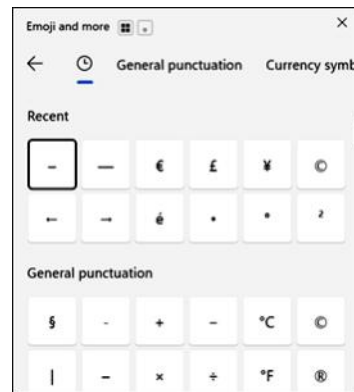 Emoji and more
General punctuation Currency symb
Recent
– — € £ ¥ ©
← → é • ° ²
General punctuation
§ - + − °C ©
| – × ÷ °F ®